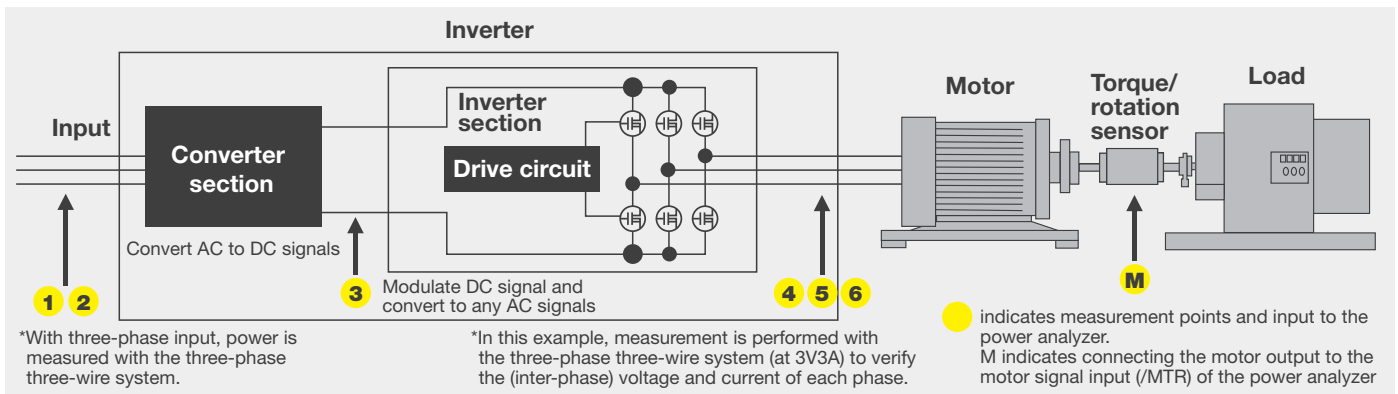 Inverter
Input
Converter
section
Convert AC to DC signals
Inverter
section
Drive circuit
Modulate DC signal and
convert to any AC signals
Motor
Torque/
rotation
sensor
Load
1 2
3
4 5 6
M
*With three-phase input, power is
measured with the three-phase
three-wire system.
*In this example, measurement is performed with
the three-phase three-wire system (at 3V3A) to verify
the (inter-phase) voltage and current of each phase.
indicates measurement points and input to the
power analyzer.
M indicates connecting the motor output to the
motor signal input (/MTR) of the power analyzer